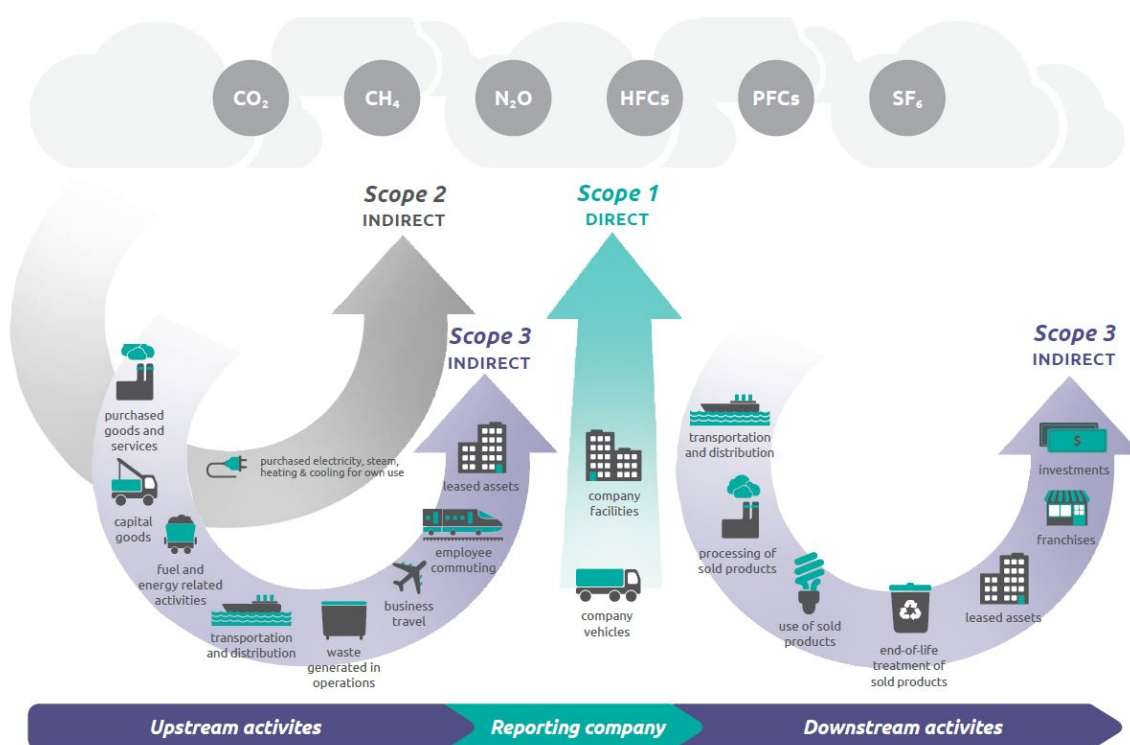 CO₂
CH₄
N₂O
HFCs
PFCs
SF₆
Scope 2
INDIRECT
Scope 1
DIRECT
Scope 3
INDIRECT
Scope 3
INDIRECT
purchased
goods and
services
capital
goods
fuel and
energy related
activities
transportation
and distribution
waste
generated in
operations
business
travel
employee
commuting
leased assets
purchased electricity, steam,
heating & cooling for own use
company
facilities
company
vehicles
transportation
and distribution
processing of
sold products
use of sold
products
end-of-life
treatment of
sold products
leased assets
franchises
$
investments
Upstream activites
Reporting company
Downstream activites